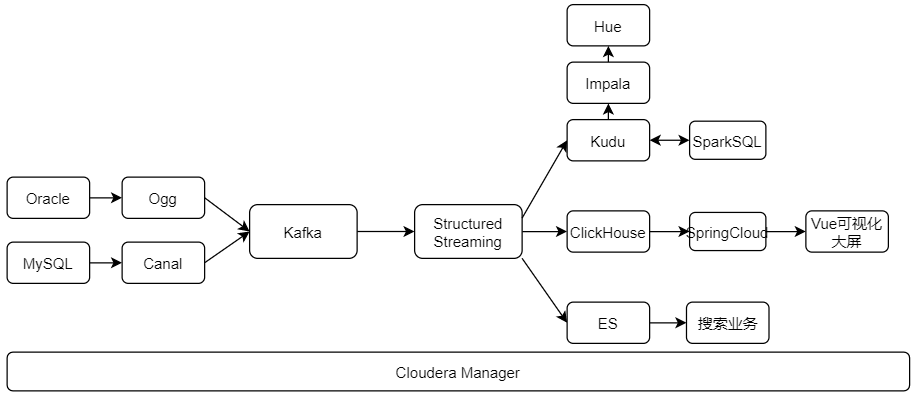 Hue
Impala
Kudu
SparkSQL
Oracle
Ogg
Kafka
Structured
Streaming
ClickHouse
SpringCloud
Vue可视化
大屏
MySQL
Canal
ES
搜索业务
Cloudera Manager